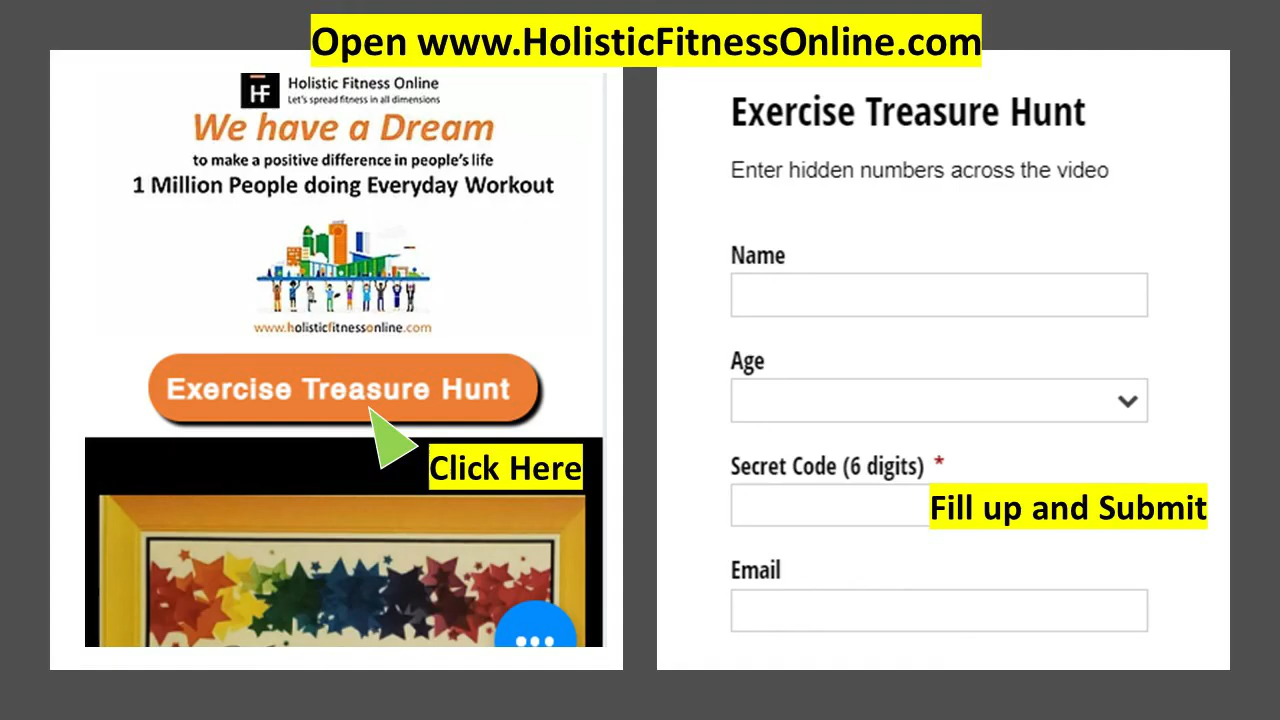 Open www.HolisticFitnessOnline.com
HF
Holistic Fitness Online
Let's spread fitness in all dimensions
We have a Dream
to make a positive difference in people's life
1 Million People doing Everyday Workout
www.holisticfitnessonline.com
Exercise Treasure Hunt
Click Here
Exercise Treasure Hunt
Enter hidden numbers across the video
Name
Age
Secret Code (6 digits) *
Fill up and Submit
Email